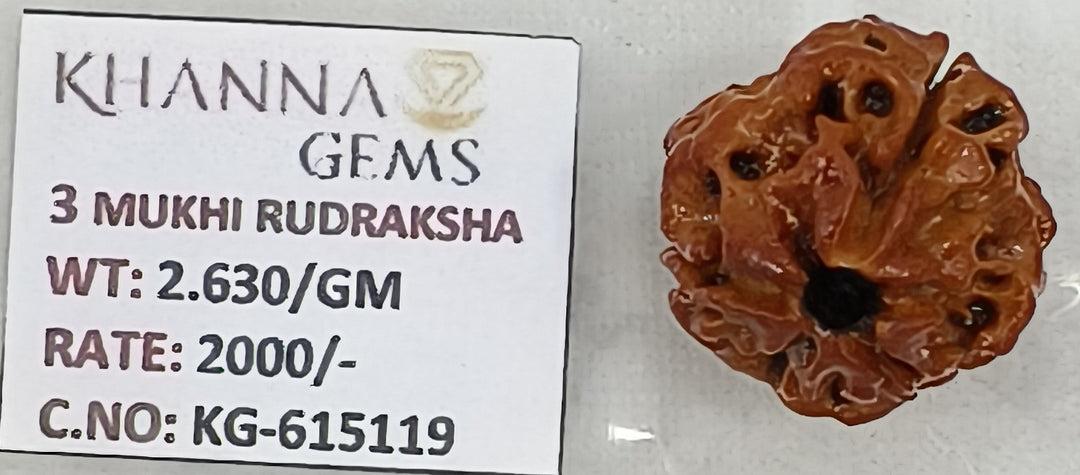 KHANNA
GEMS
3 MUKHI RUDRAKSHA
WT: 2.630/GM
RATE: 2000/-
C.NO: KG-615119